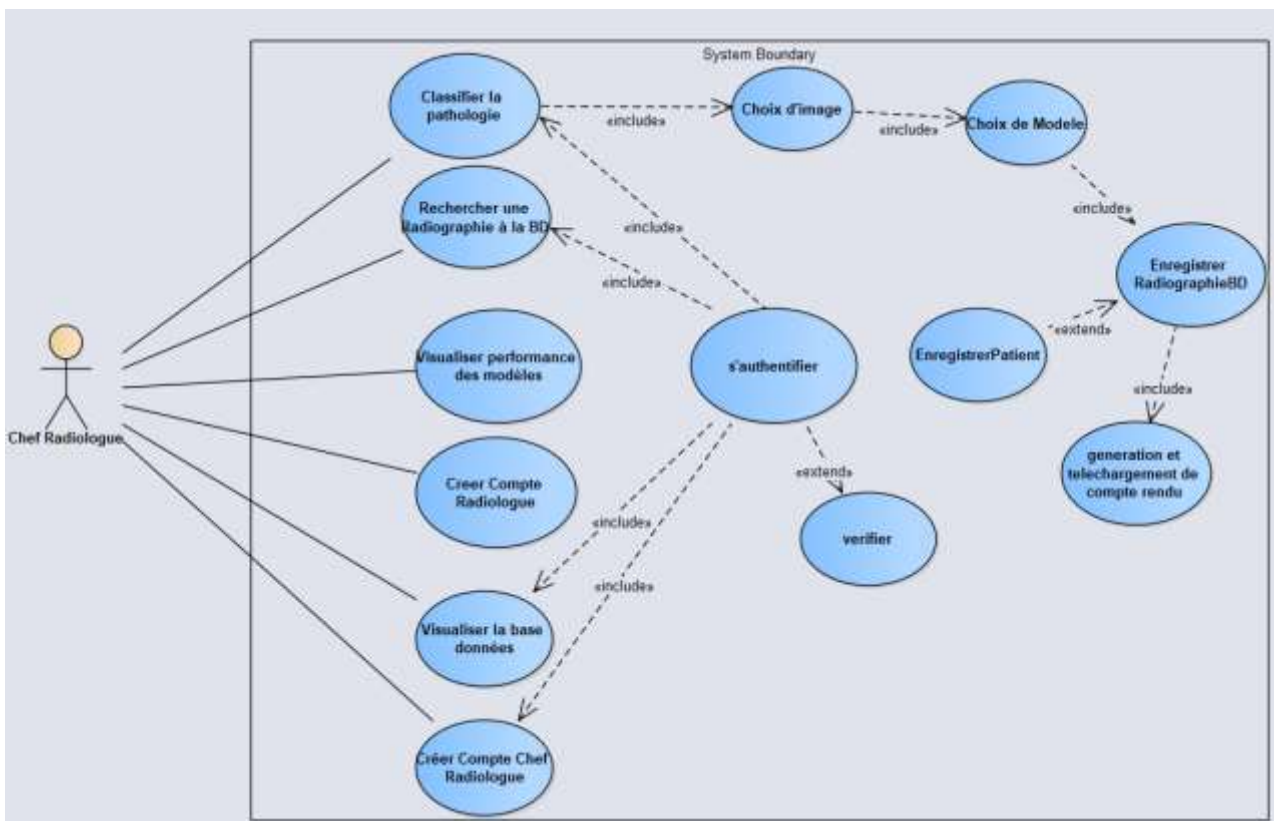 System Boundary
Classifier la
pathologie
«include»
Choix d'image
«include»
Choix de Modele
Rechercher une
Radiographie à la BD
«include»
«include»
«include»
Enregistrer
RadiographieBD
Chef Radiologue
Visualiser performance
des modèles
s'authentifier
EnregistrerPatient
«extend»
«include»
Creer Compte
Radiologue
generation et
telechargement de
compte rendu
«extend»
verifier
«include»
«include»
Visualiser la base
données
Créer Compte Chef
Radiologue